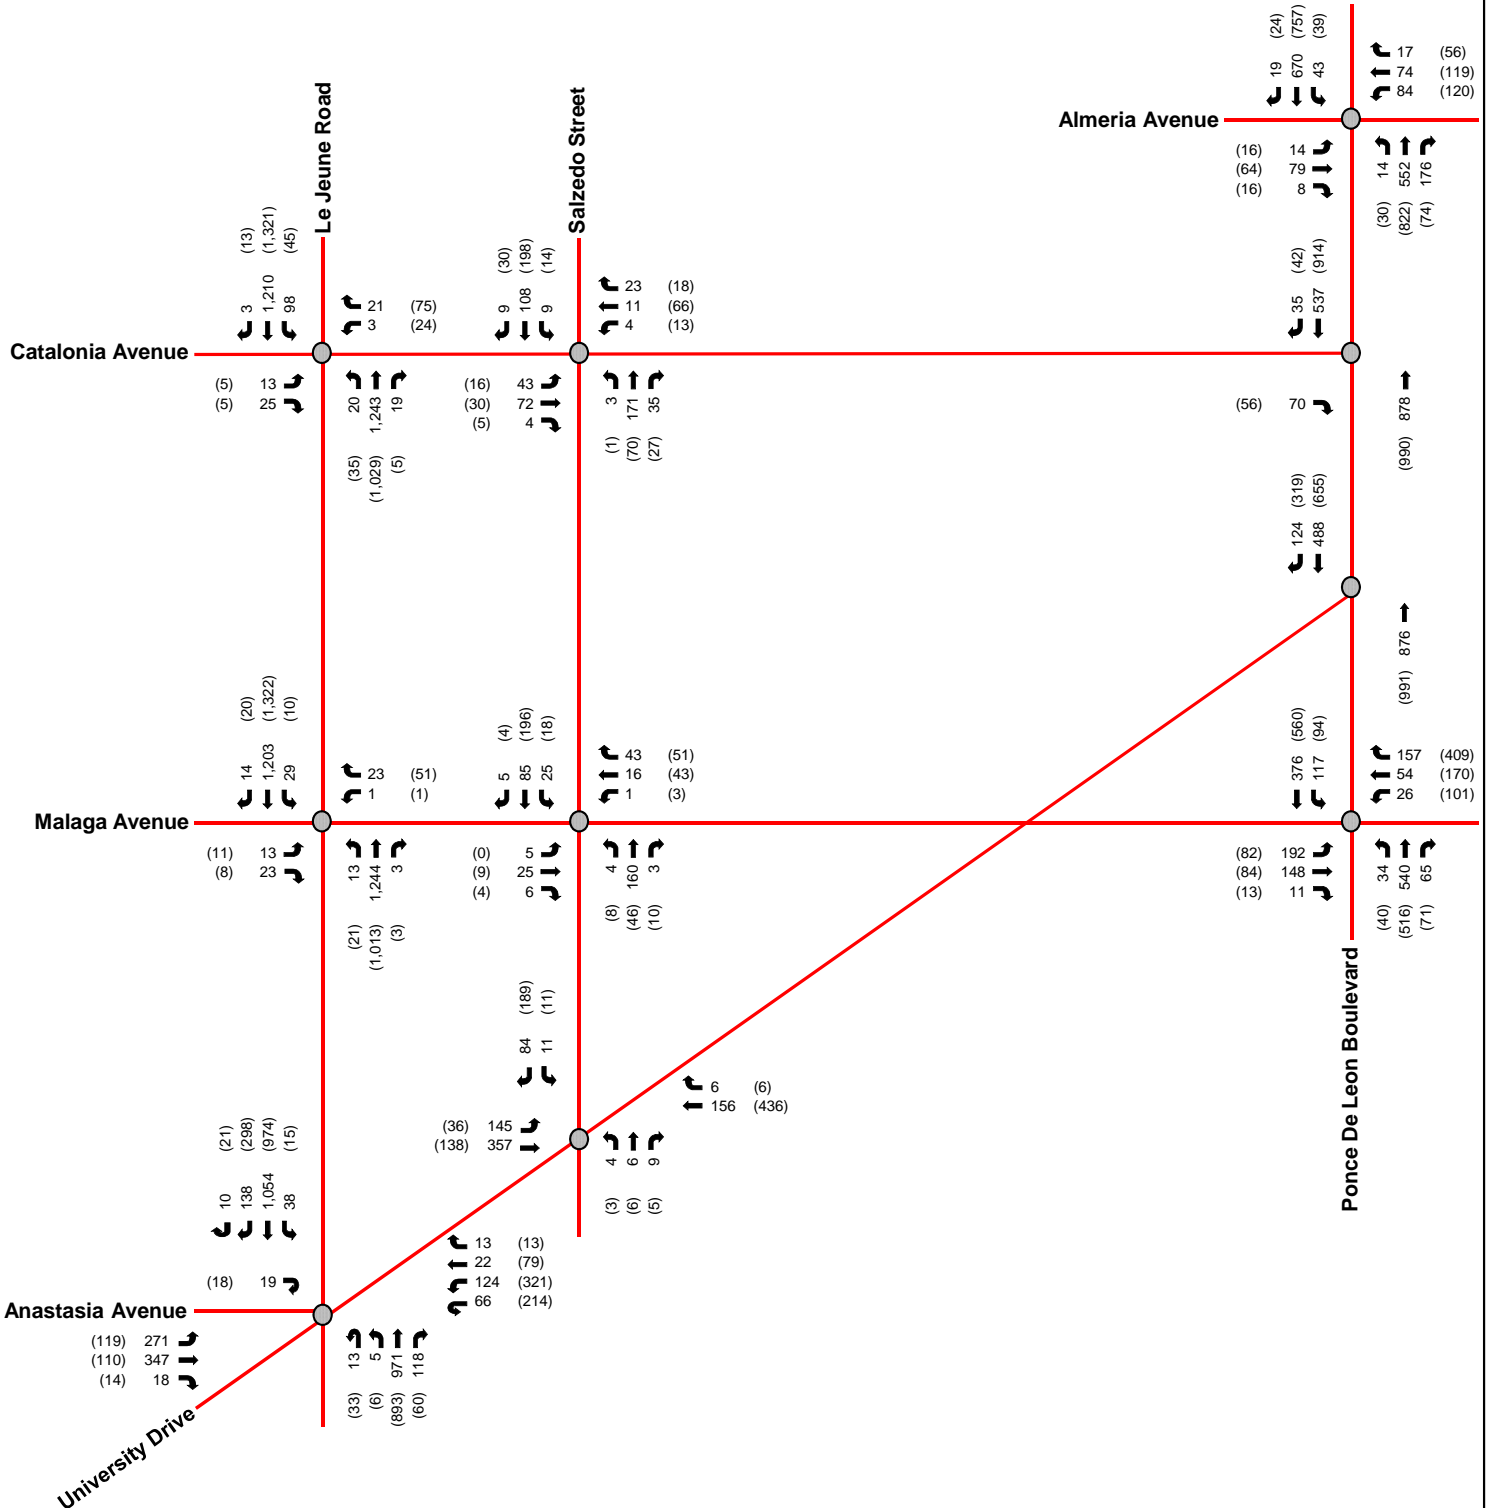 (24) (757) (39)
19 670 43
17 (56)
74 (119)
84 (120)
Almeria Avenue
(16) 14
(64) 79
(16) 8
14 552 176
(30) (822) (74)
Le Jeune Road
Salzedo Street
(13) (1,321) (45)
3 1,210 98
21 (75)
3 (24)
(30) (198) (14)
9 108 9
23 (18)
11 (66)
4 (13)
(42) (914)
35 537
Catalonia Avenue
(5) 13
(5) 25
20 1,243 19
(35) (1,029) (5)
(16) 43
(30) 72
(5) 4
3 171 35
(1) (70) (27)
(56) 70
878
(990)
(319) (655)
124 488
876
(991)
(20) (1,322) (10)
14 1,203 29
23 (51)
1 (1)
(4) (196) (18)
5 85 25
43 (51)
16 (43)
1 (3)
(560) (94)
376 117
157 (409)
54 (170)
26 (101)
Malaga Avenue
(11) 13
(8) 23
13 1,244 3
(21) (1,013) (3)
(0) 5
(9) 25
(4) 6
4 160 3
(8) (46) (10)
(82) 192
(84) 148
(13) 11
34 540 65
(40) (516) (71)
Ponce De Leon Boulevard
(189) (11)
84 11
6 (6)
156 (436)
(36) 145
(138) 357
4 6 9
(3) (6) (5)
(21) (298) (974) (15)
10 138 1,054 38
13 (13)
22 (79)
124 (321)
66 (214)
(18) 19
Anastasia Avenue
(119) 271
(110) 347
(14) 18
13 5 971 118
(33) (6) (893) (60)
University Drive